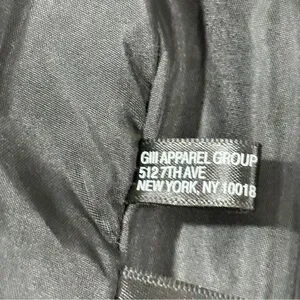 GIII APPAREL GROUP
512 7TH AVE
NEW YORK, NY 10018